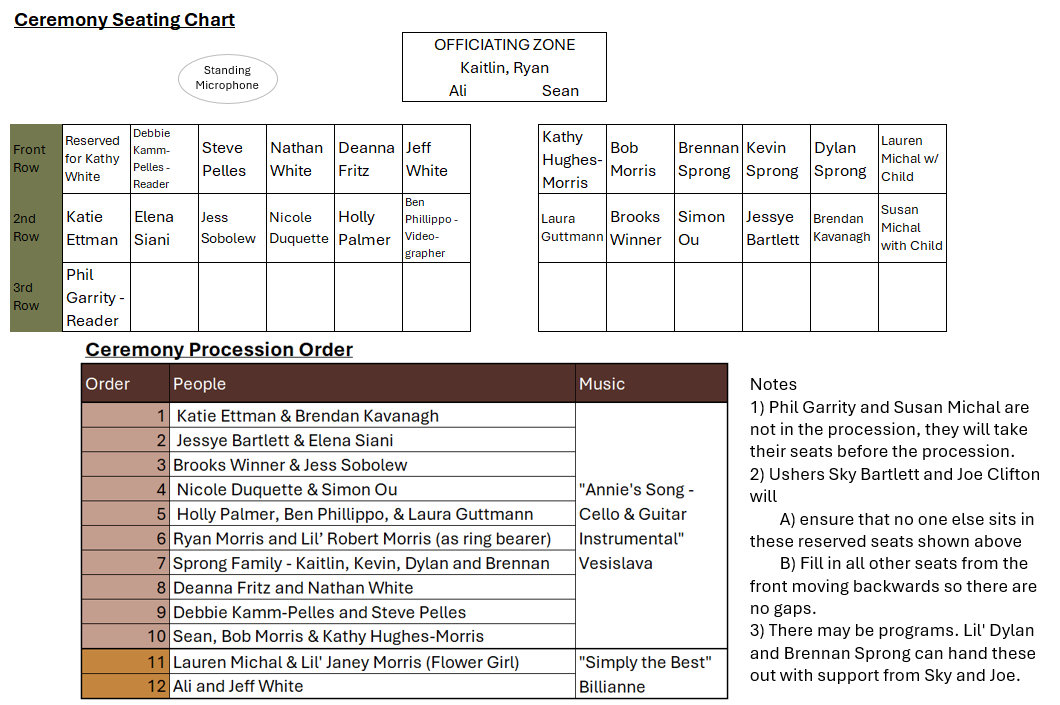 Ceremony Seating Chart
OFFICIATING ZONE
Kaitlin, Ryan
Ali Sean
Standing
Microphone
Front
Row
Reserved
for Kathy
White
Debbie
Kamm-
Pelles -
Reader
Steve
Pelles
Nathan
White
Deanna
Fritz
Jeff
White
Kathy
Hughes-
Morris
Bob
Morris
Brennan
Sprong
Kevin
Sprong
Dylan
Sprong
Lauren
Michal w/
Child
2nd
Row
Katie
Ettman
Elena
Siani
Jess
Sobolew
Nicole
Duquette
Holly
Palmer
Ben
Phillippo -
Video-
grapher
Laura
Guttmann
Brooks
Winner
Simon
Ou
Jessye
Bartlett
Brendan
Kavanagh
Susan
Michal
with Child
3rd
Row
Phil
Garrity -
Reader
Ceremony Procession Order
Order People Music
1 Katie Ettman & Brendan Kavanagh
2 Jessye Bartlett & Elena Siani
3 Brooks Winner & Jess Sobolew
4 Nicole Duquette & Simon Ou
5 Holly Palmer, Ben Phillippo, & Laura Guttmann
6 Ryan Morris and Lil’ Robert Morris (as ring bearer)
7 Sprong Family - Kaitlin, Kevin, Dylan and Brennan
8 Deanna Fritz and Nathan White
9 Debbie Kamm-Pelles and Steve Pelles
10 Sean, Bob Morris & Kathy Hughes-Morris
"Annie's Song -
Cello & Guitar
Instrumental"
Vesislava
11 Lauren Michal & Lil' Janey Morris (Flower Girl)
12 Ali and Jeff White
"Simply the Best"
Billianne
Notes
1) Phil Garrity and Susan Michal are
not in the procession, they will take
their seats before the procession.
2) Ushers Sky Bartlett and Joe Clifton
will
A) ensure that no one else sits in
these reserved seats shown above
B) Fill in all other seats from the
front moving backwards so there are
no gaps.
3) There may be programs. Lil' Dylan
and Brennan Sprong can hand these
out with support from Sky and Joe.